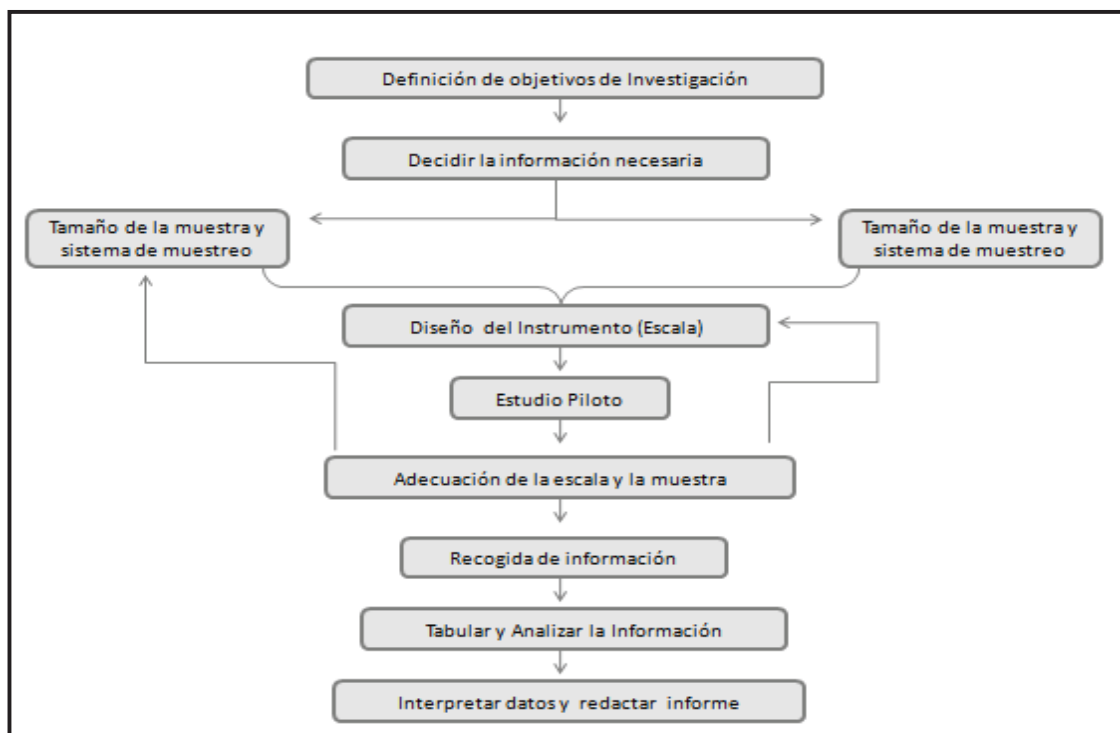 Definición de objetivos de Investigación
Decidir la información necesaria
Tamaño de la muestra y
sistema de muestreo
Tamaño de la muestra y
sistema de muestreo
Diseño del Instrumento (Escala)
Estudio Piloto
Adecuación de la escala y la muestra
Recogida de información
Tabular y Analizar la Información
Interpretar datos y redactar informe